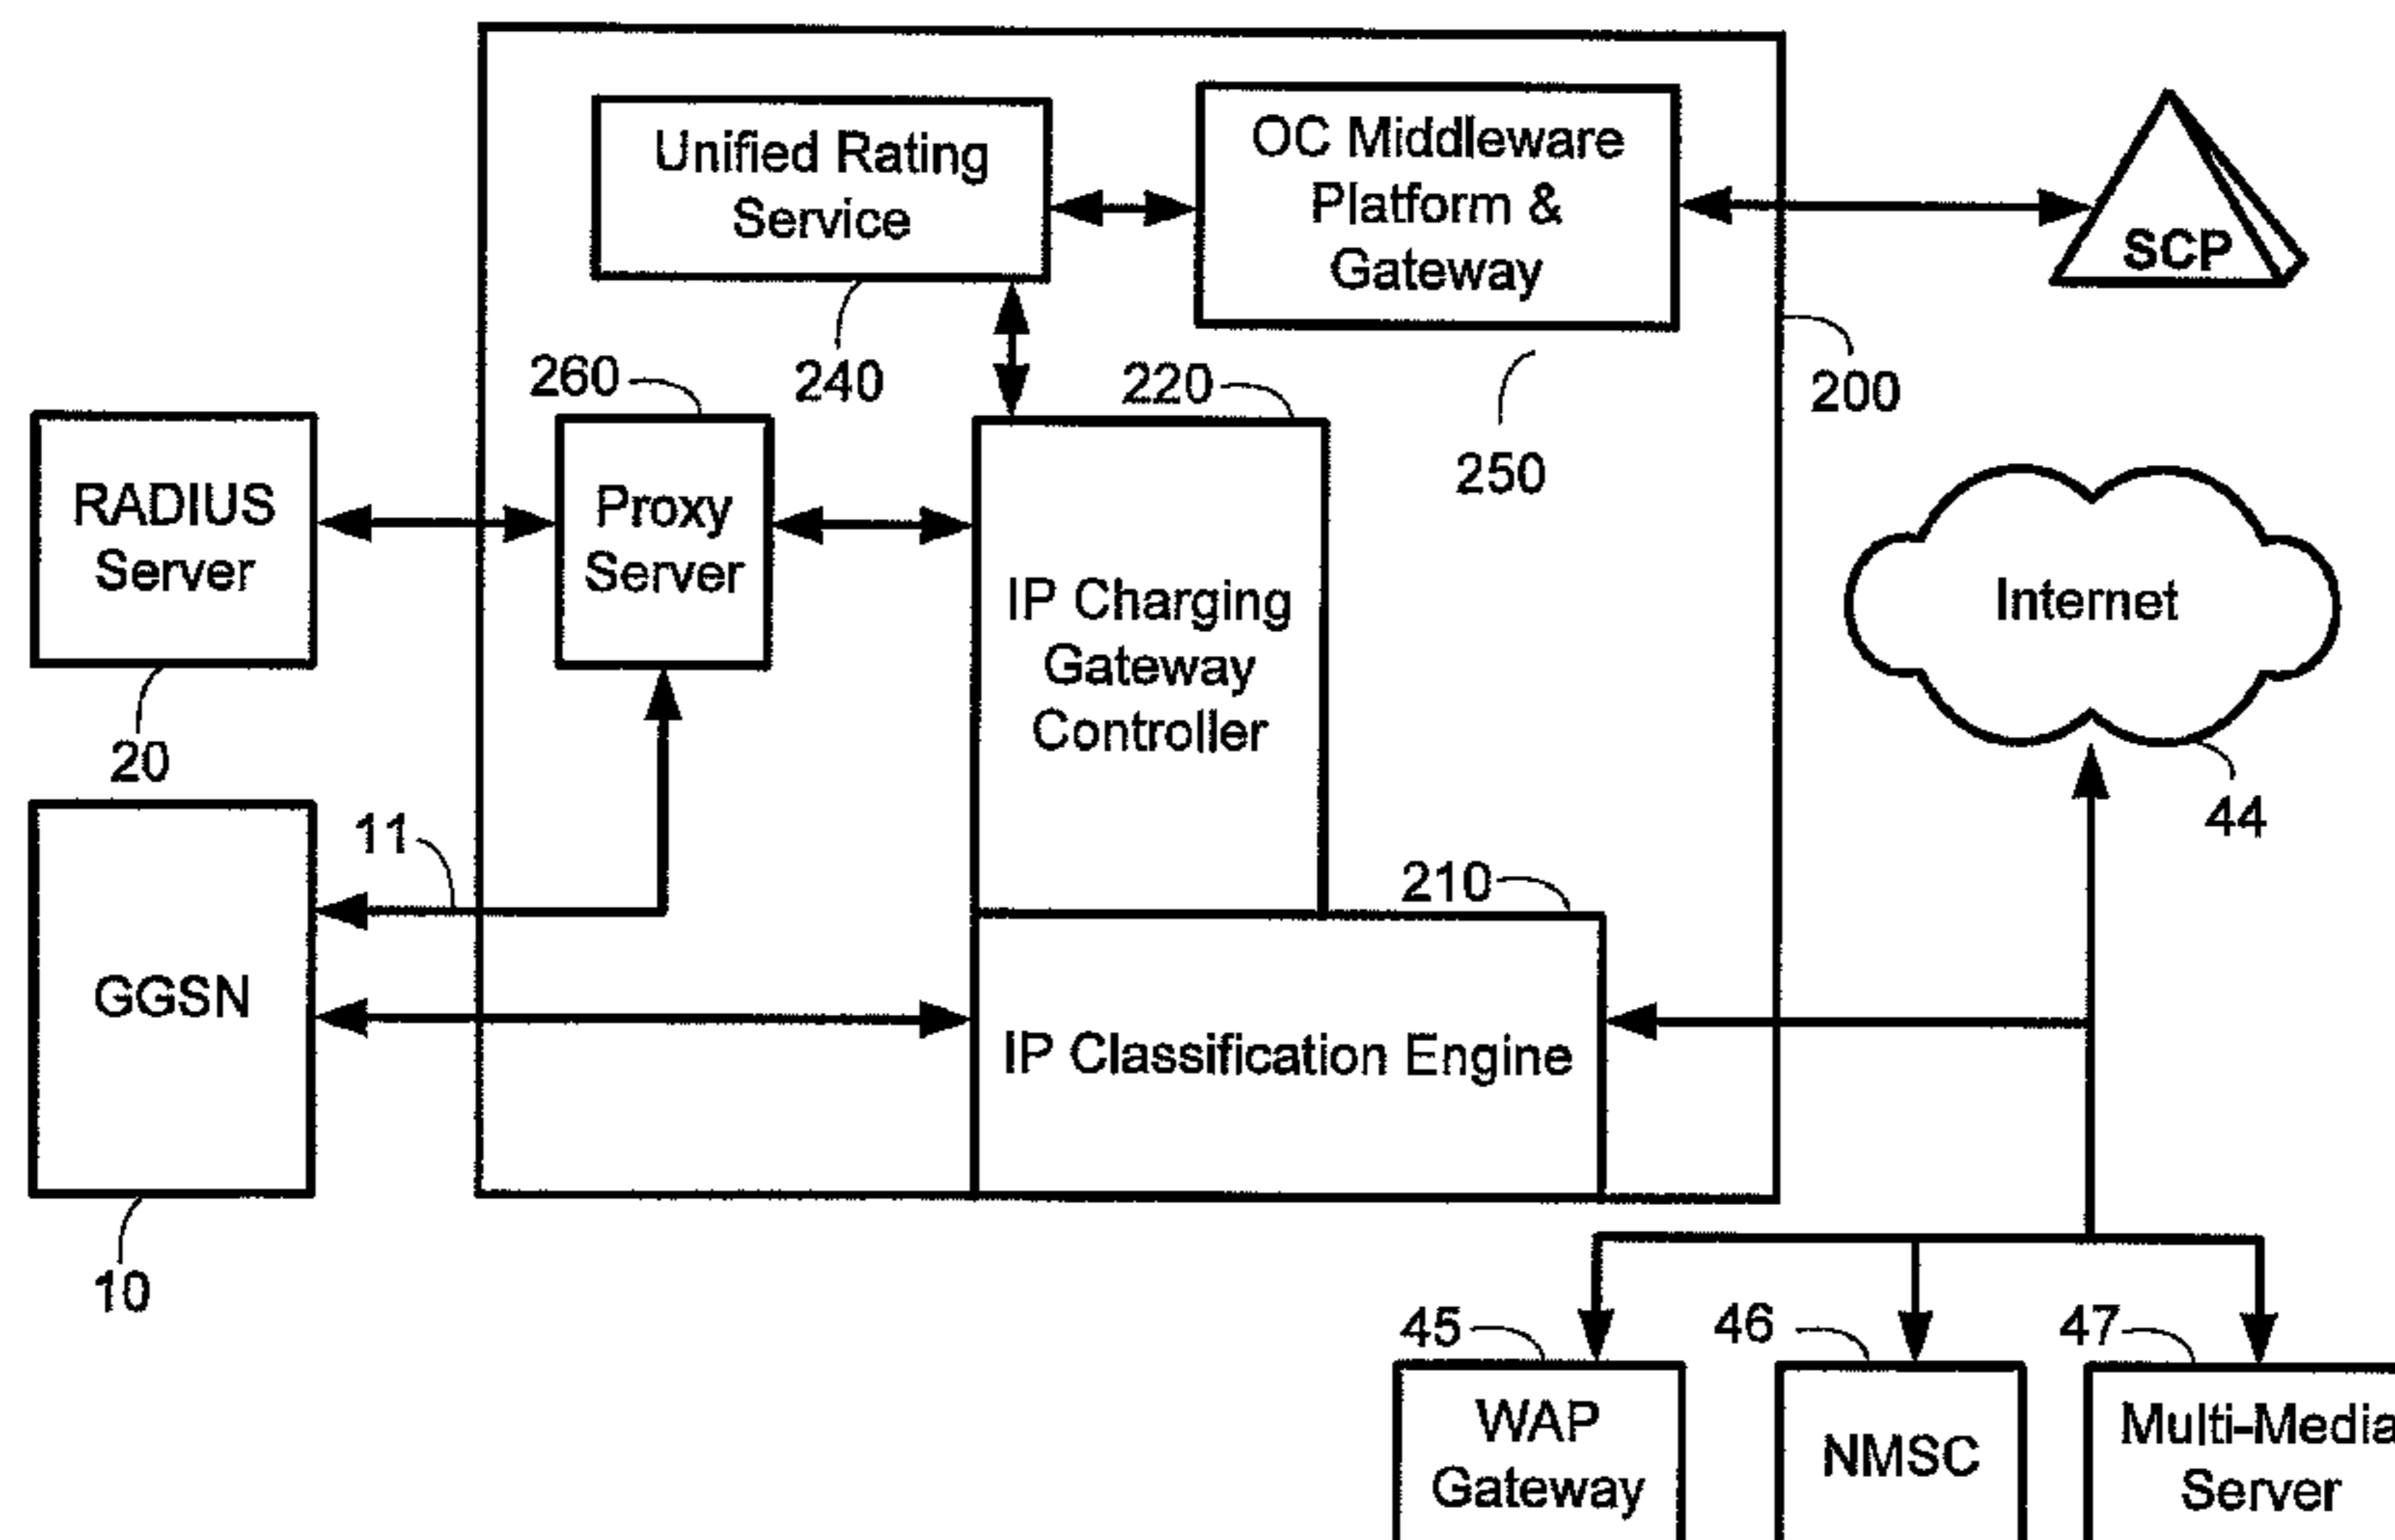 Unified Rating
Service
OC Middleware
Platform &
Gateway
SCP
240
250
200
260
220
RADIUS
Server
Proxy
Server
IP Charging
Gateway
Controller
Internet
20
44
11
210
GGSN
IP Classification Engine
10
45
46
47
WAP
Gateway
NMSC
Multi-Media
Server